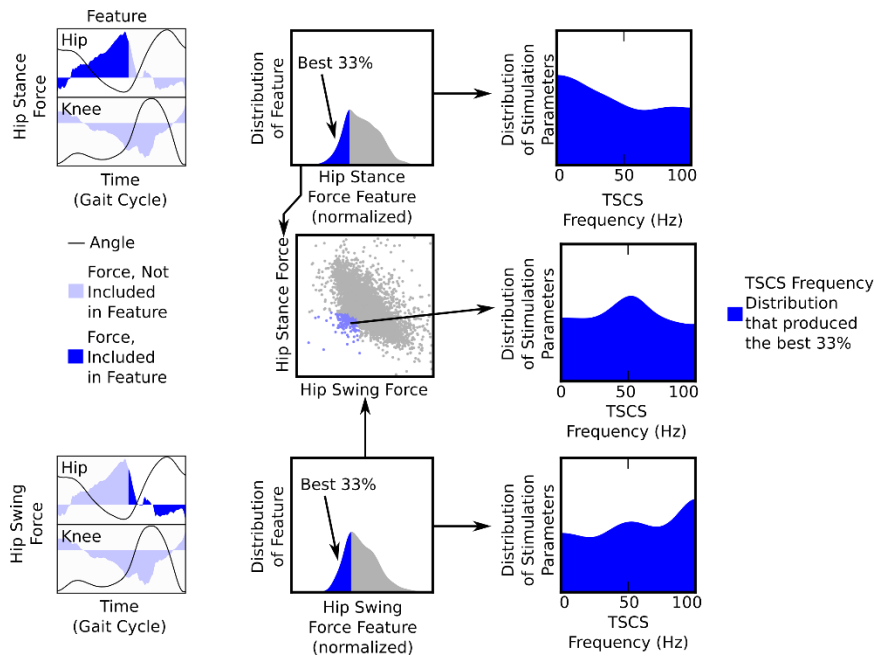 Feature
Hip
Knee
Hip Stance
Force
Time
(Gait Cycle)
Best 33%
Distribution
of Feature
Hip Stance
Force Feature
(normalized)
Distribution
of Stimulation
Parameters
0 50 100
TSCS
Frequency (Hz)
Angle
Force, Not
Included
in Feature
Force,
Included
in Feature
Hip Stance Force
Hip Swing Force
Distribution
of Stimulation
Parameters
0 50 100
TSCS
Frequency (Hz)
TSCS Frequency
Distribution
that produced
the best 33%
Hip
Knee
Hip Swing
Force
Time
(Gait Cycle)
Best 33%
Distribution
of Feature
Hip Swing
Force Feature
(normalized)
Distribution
of Stimulation
Parameters
0 50 100
TSCS
Frequency (Hz)